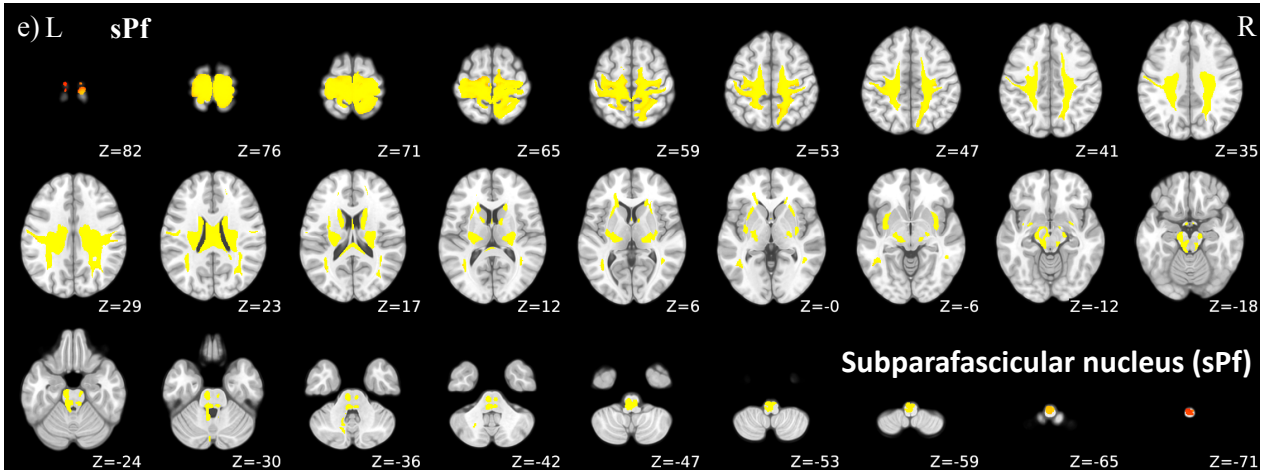 e) L sPf R
Z=82 Z=76 Z=71 Z=65 Z=59 Z=53 Z=47 Z=41 Z=35
Z=29 Z=23 Z=17 Z=12 Z=6 Z=-0 Z=-6 Z=-12 Z=-18
Subparafascicular nucleus (sPf)
Z=-24 Z=-30 Z=-36 Z=-42 Z=-47 Z=-53 Z=-59 Z=-65 Z=-71